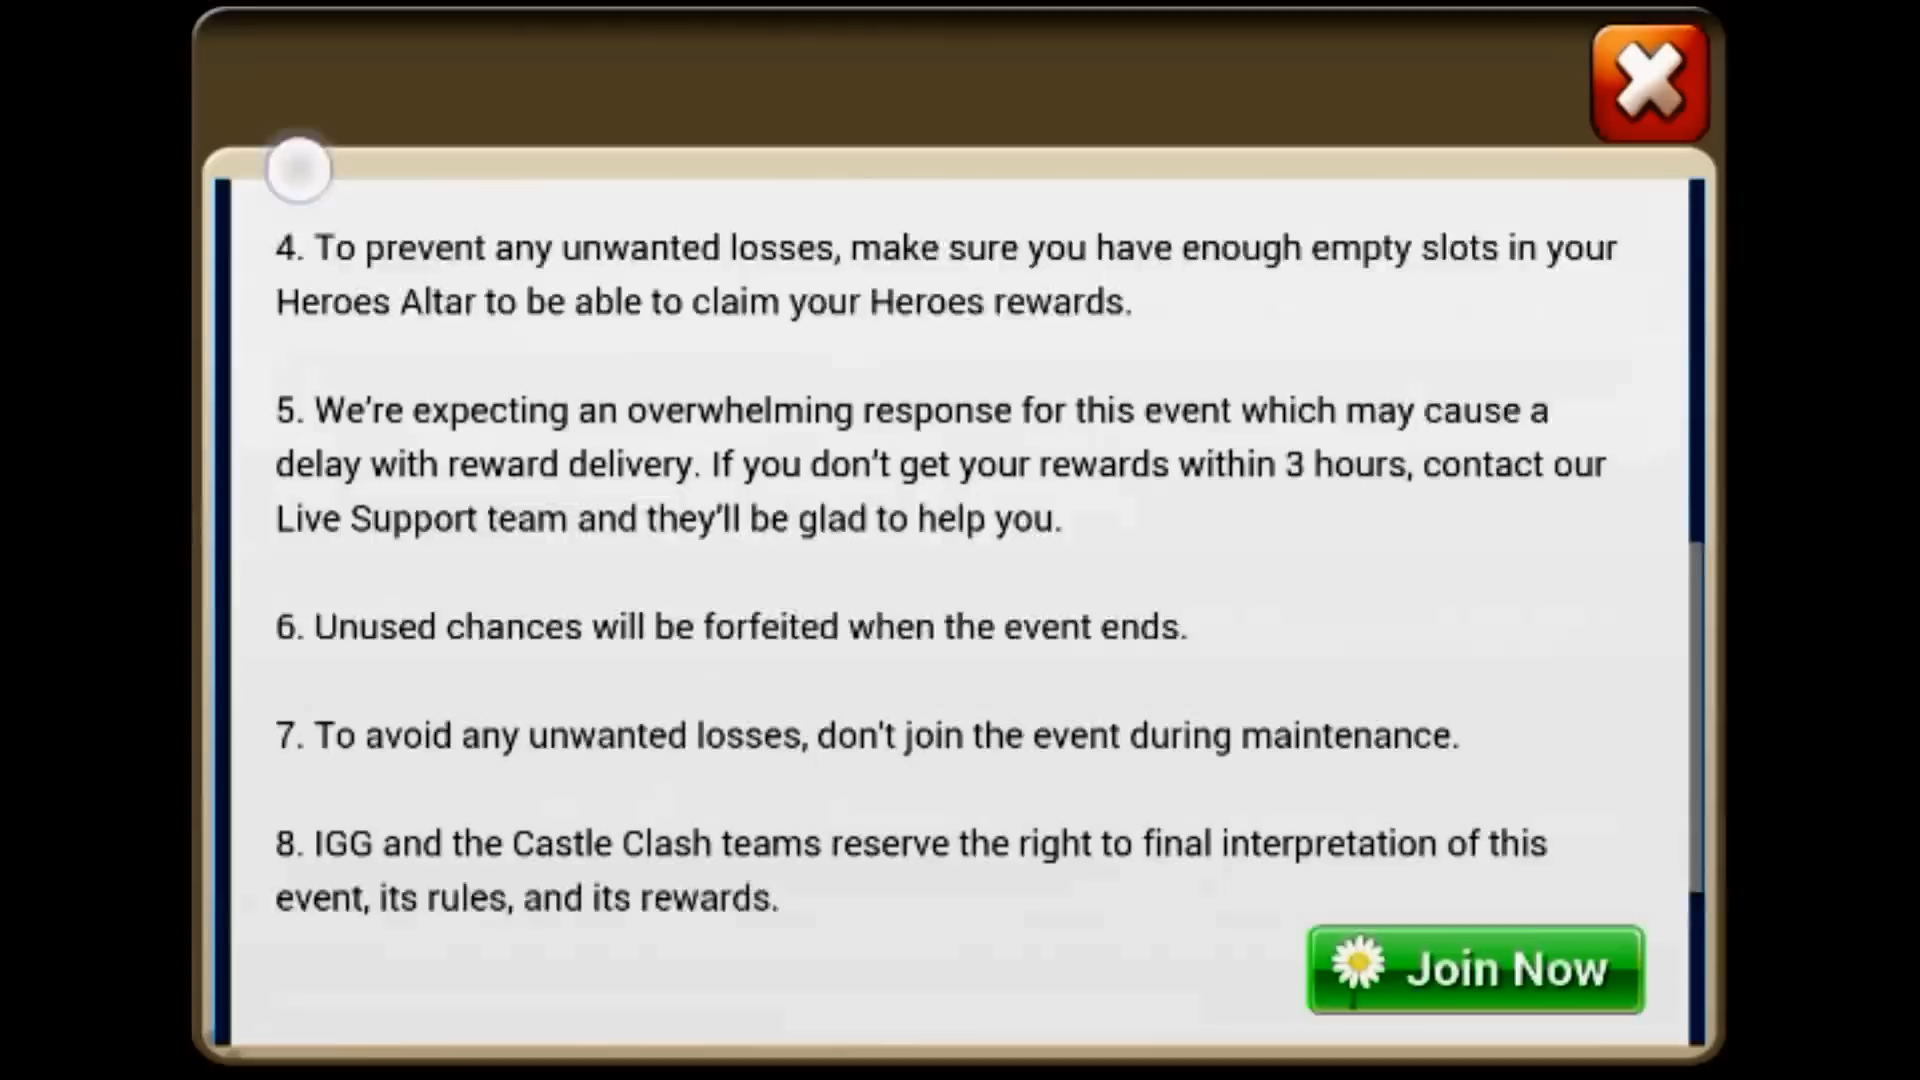 4. To prevent any unwanted losses, make sure you have enough empty slots in your
Heroes Altar to be able to claim your Heroes rewards.
5. We're expecting an overwhelming response for this event which may cause a
delay with reward delivery. If you don't get your rewards within 3 hours, contact our
Live Support team and they'll be glad to help you.
6. Unused chances will be forfeited when the event ends.
7. To avoid any unwanted losses, don't join the event during maintenance.
8. IGG and the Castle Clash teams reserve the right to final interpretation of this
event, its rules, and its rewards.
Join Now